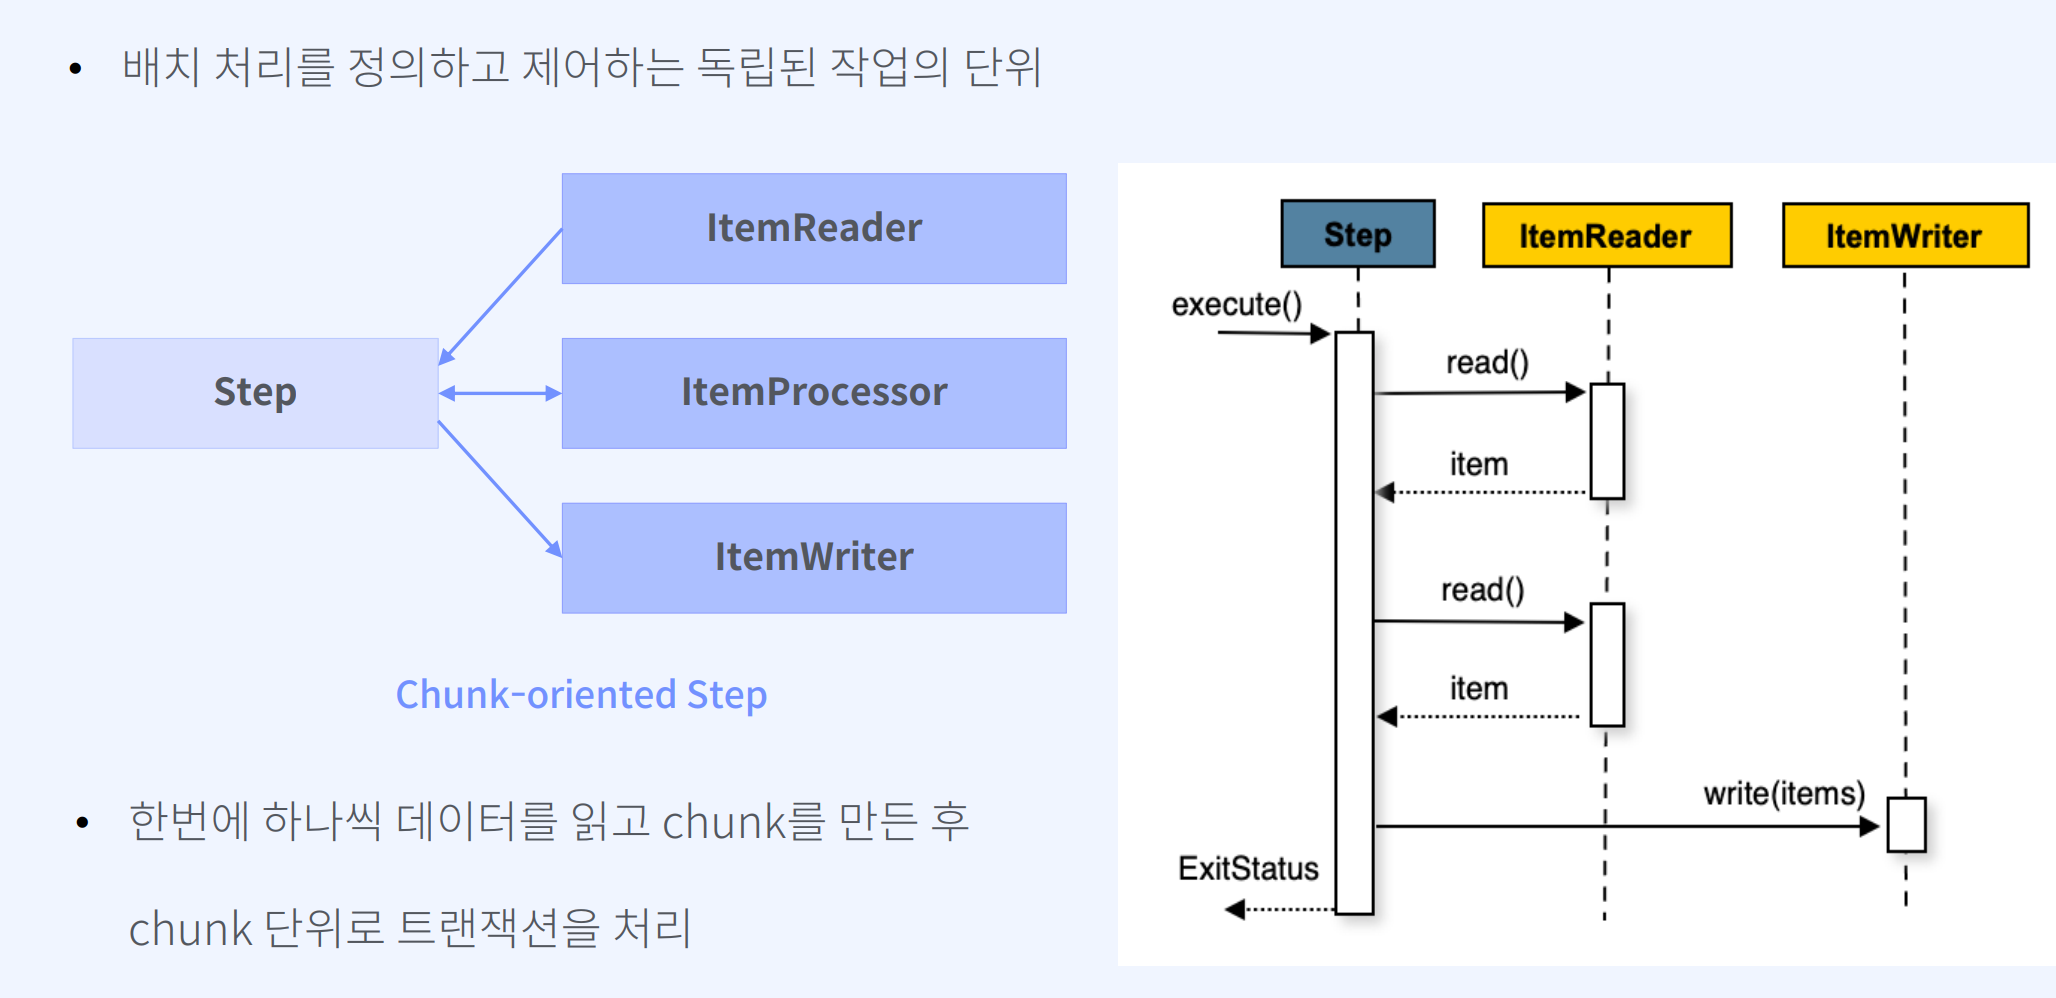 • 배치 처리를 정의하고 제어하는 독립된 작업의 단위
ItemReader
Step
ItemProcessor
ItemWriter
Chunk-oriented Step
• 한번에 하나씩 데이터를 읽고 chunk를 만든 후
chunk 단위로 트랜잭션을 처리
Step
ItemReader
ItemWriter
execute()
read()
item
read()
item
write(items)
ExitStatus